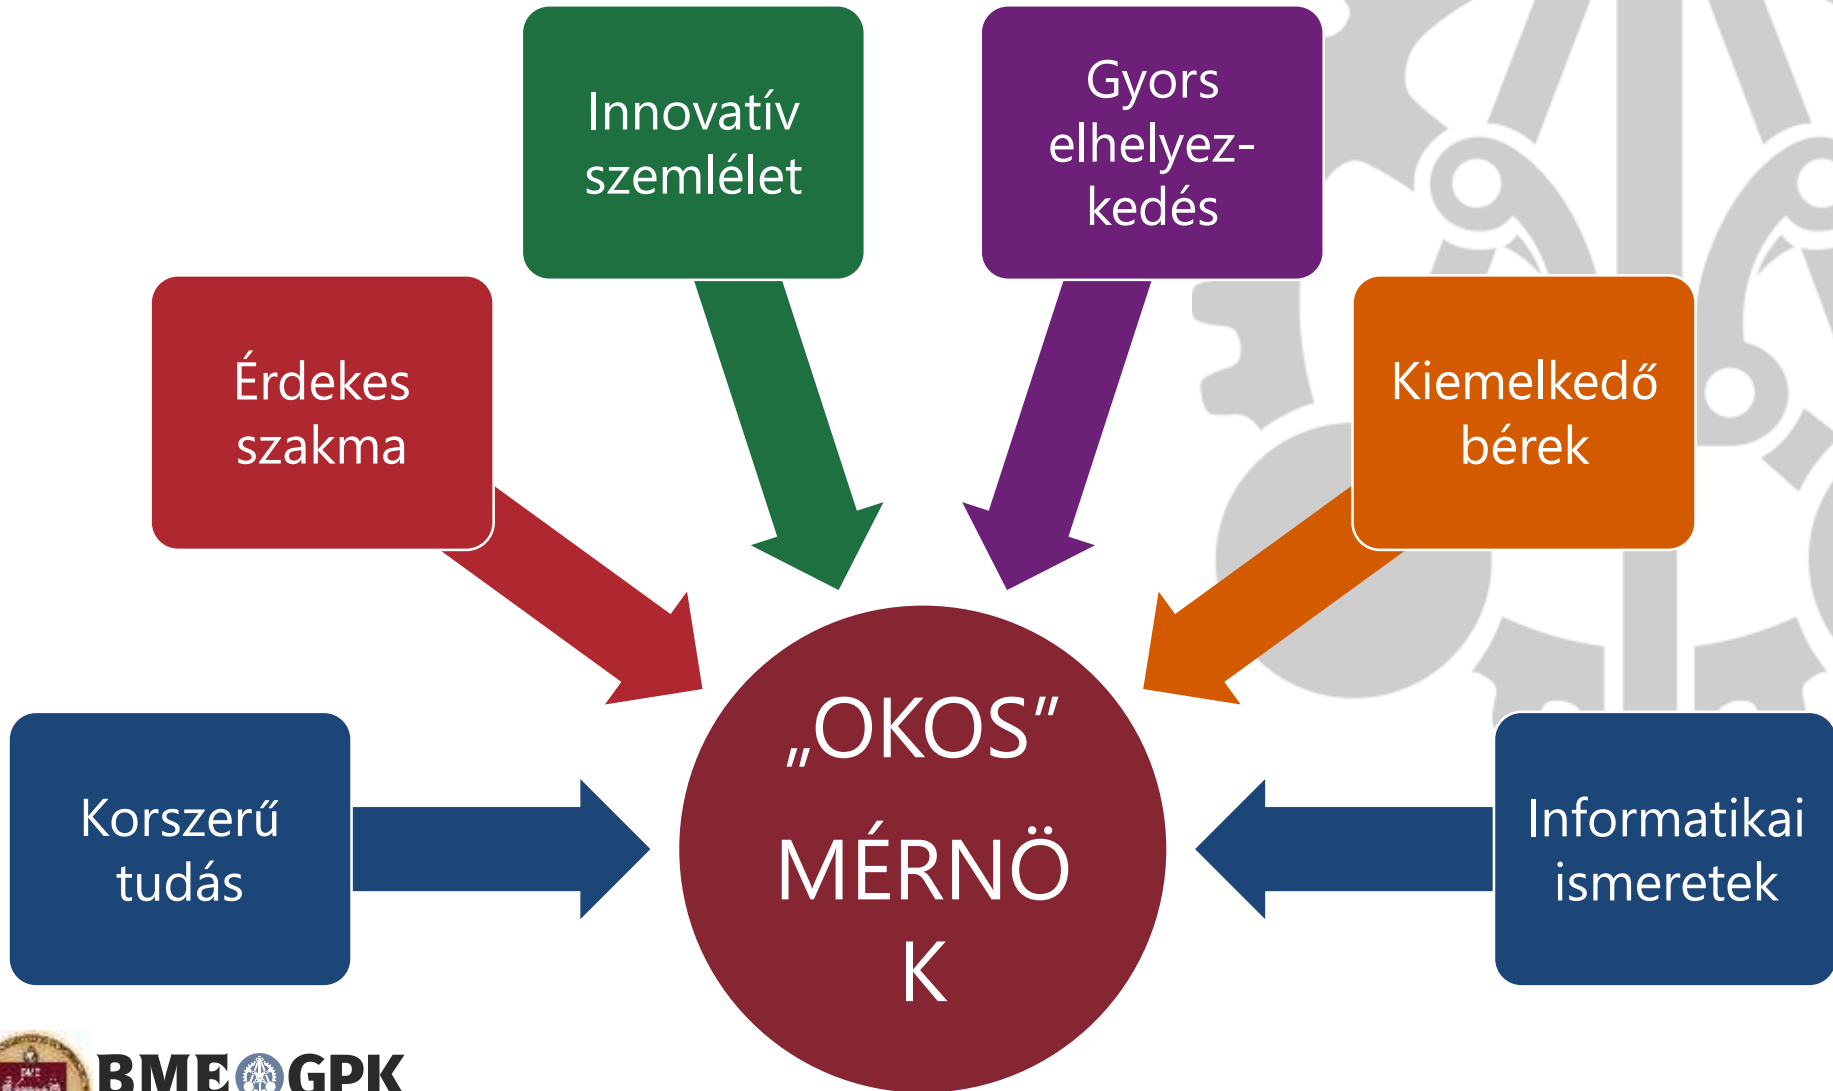 Innovatív
szemlélet
Gyors
elhelyez-
kedés
Érdekes
szakma
Kiemelkedő
bérek
Korszerű
tudás
„OKOS”
MÉRNÖ
K
Informatikai
ismeretek
BME GPK